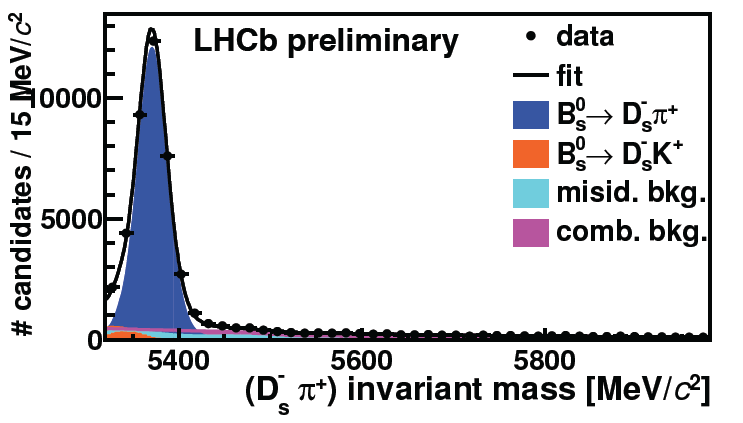 LHCb preliminary
data
fit
B⁰ₛ→ D⁻ₛπ⁺
B⁰ₛ→ D⁻ₛK⁺
misid. bkg.
comb. bkg.
# candidates / 15 MeV/c²
10000
5000
0
5400 5600 5800
(D⁻ₛ π⁺) invariant mass [MeV/c²]